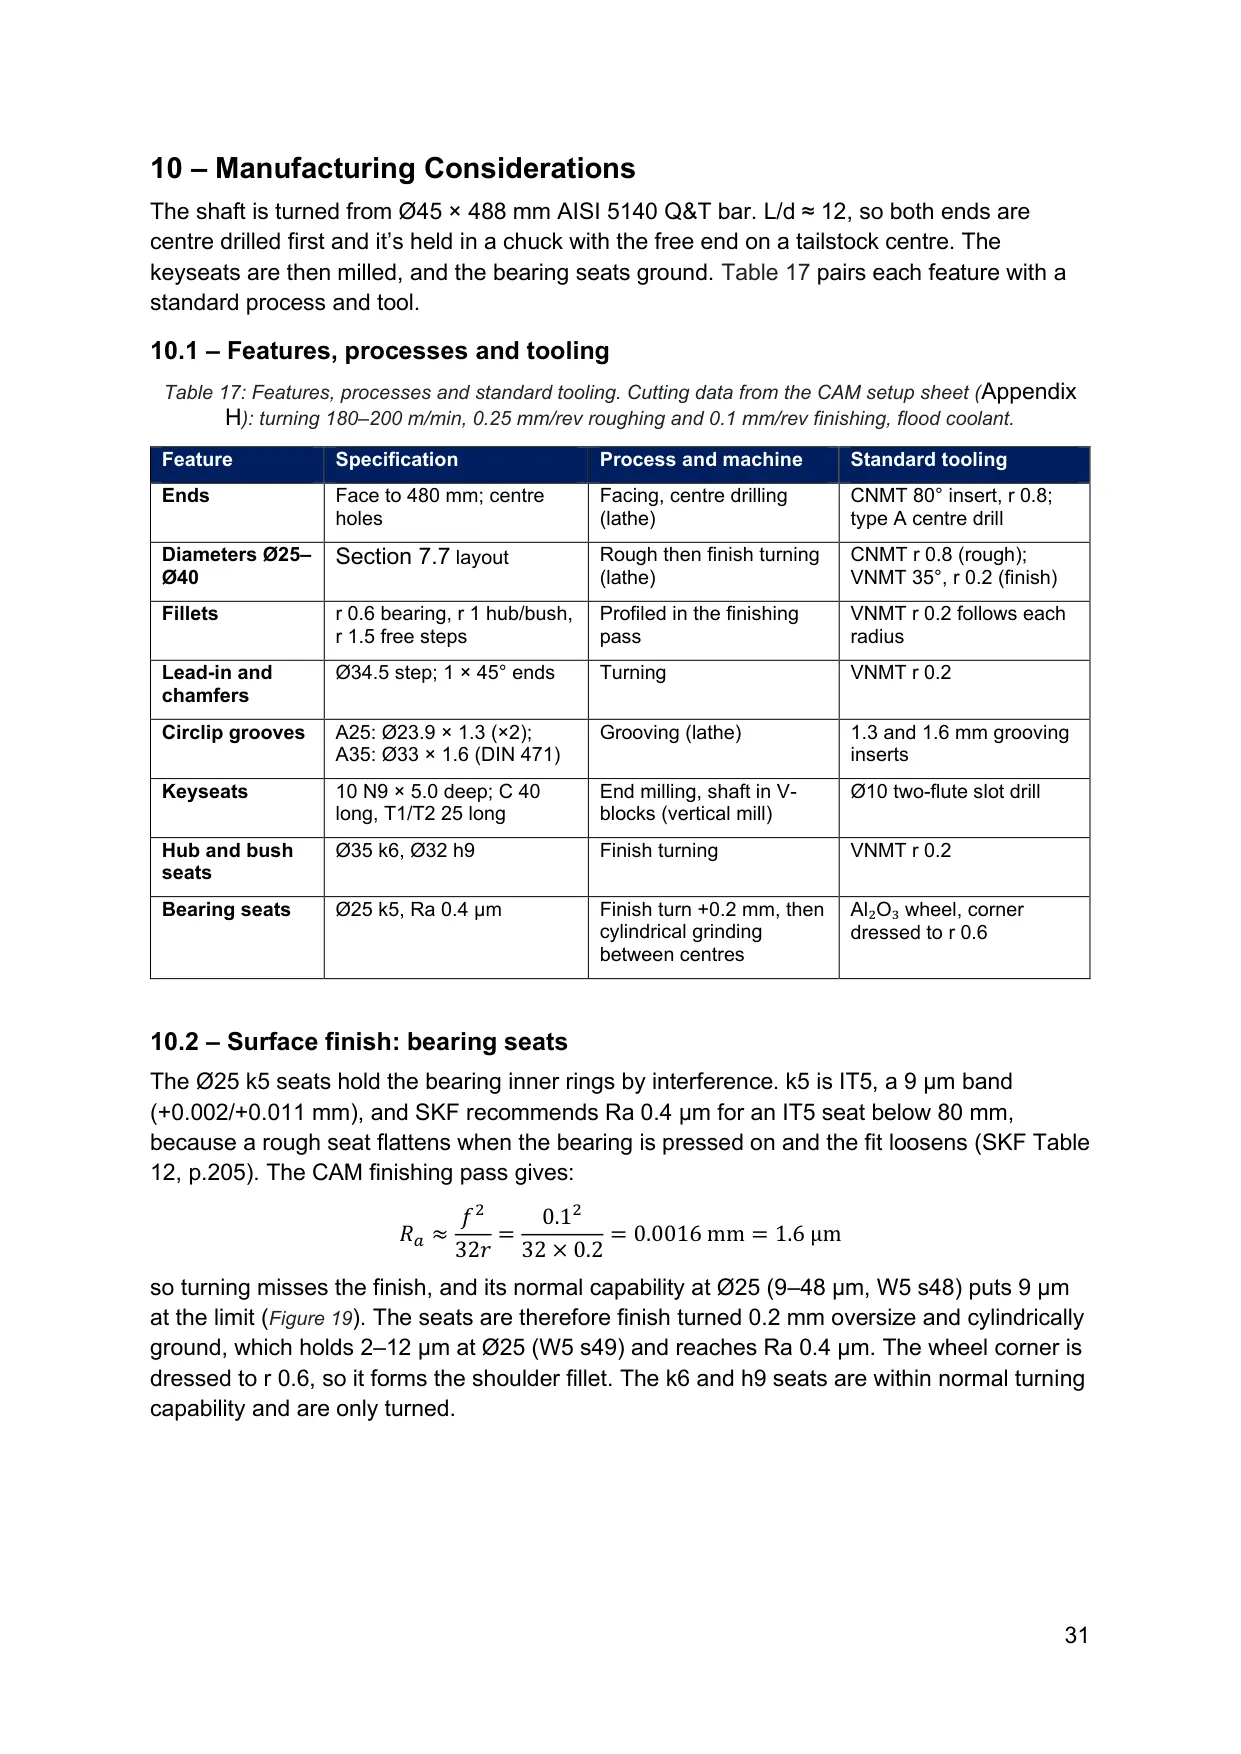 10 – Manufacturing Considerations
The shaft is turned from Ø45 × 488 mm AISI 5140 Q&T bar. L/d ≈ 12, so both ends are
centre drilled first and it’s held in a chuck with the free end on a tailstock centre. The
keyseats are then milled, and the bearing seats ground. Table 17 pairs each feature with a
standard process and tool.
10.1 – Features, processes and tooling
Table 17: Features, processes and standard tooling. Cutting data from the CAM setup sheet (Appendix
H): turning 180–200 m/min, 0.25 mm/rev roughing and 0.1 mm/rev finishing, flood coolant.
Feature Specification Process and machine Standard tooling
Ends Face to 480 mm; centre Facing, centre drilling CNMT 80° insert, r 0.8;
holes (lathe) type A centre drill
Diameters Ø25– Section 7.7 layout Rough then finish turning CNMT r 0.8 (rough);
Ø40 (lathe) VNMT 35°, r 0.2 (finish)
Fillets r 0.6 bearing, r 1 hub/bush, Profiled in the finishing VNMT r 0.2 follows each
r 1.5 free steps pass radius
Lead-in and Ø34.5 step; 1 × 45° ends Turning VNMT r 0.2
chamfers
Circlip grooves A25: Ø23.9 × 1.3 (×2); Grooving (lathe) 1.3 and 1.6 mm grooving
A35: Ø33 × 1.6 (DIN 471) inserts
Keyseats 10 N9 × 5.0 deep; C 40 End milling, shaft in V- Ø10 two-flute slot drill
long, T1/T2 25 long blocks (vertical mill)
Hub and bush Ø35 k6, Ø32 h9 Finish turning VNMT r 0.2
seats
Bearing seats Ø25 k5, Ra 0.4 µm Finish turn +0.2 mm, then Al₂O₃ wheel, corner
cylindrical grinding dressed to r 0.6
between centres
10.2 – Surface finish: bearing seats
The Ø25 k5 seats hold the bearing inner rings by interference. k5 is IT5, a 9 µm band
(+0.002/+0.011 mm), and SKF recommends Ra 0.4 µm for an IT5 seat below 80 mm,
because a rough seat flattens when the bearing is pressed on and the fit loosens (SKF Table
12, p.205). The CAM finishing pass gives:
Rₐ ≈ f²/32r = 0.1²/32 × 0.2 = 0.0016 mm = 1.6 µm
so turning misses the finish, and its normal capability at Ø25 (9–48 µm, W5 s48) puts 9 µm
at the limit (Figure 19). The seats are therefore finish turned 0.2 mm oversize and cylindrically
ground, which holds 2–12 µm at Ø25 (W5 s49) and reaches Ra 0.4 µm. The wheel corner is
dressed to r 0.6, so it forms the shoulder fillet. The k6 and h9 seats are within normal turning
capability and are only turned.
31